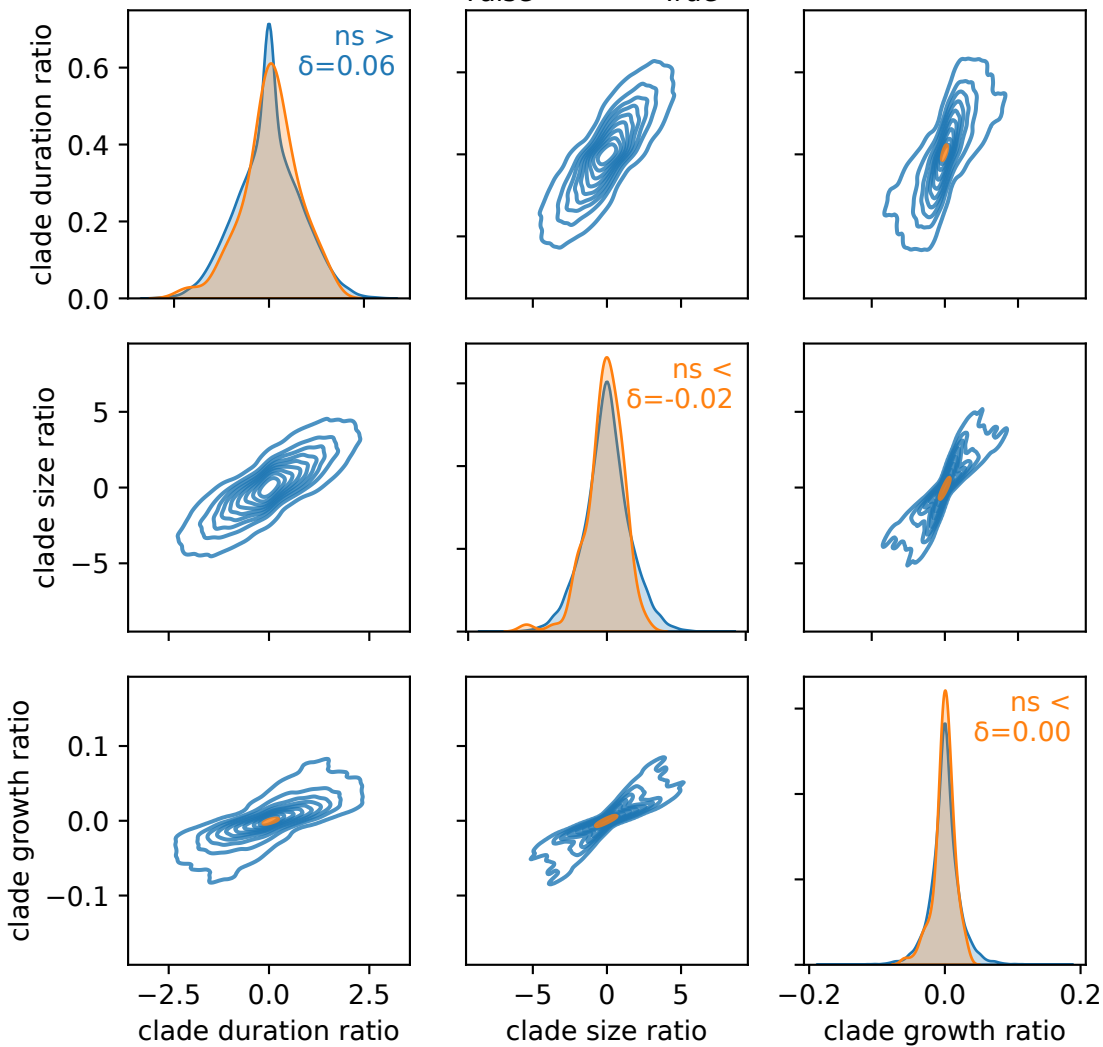 clade duration ratio
0.6
0.4
0.2
0.0
ns >
δ=0.06
clade size ratio
5
0
−5
ns <
δ=-0.02
clade growth ratio
0.1
0.0
−0.1
ns <
δ=0.00
−2.5
0.0
2.5
−5
0
5
−0.2
0.0
0.2
clade duration ratio
clade size ratio
clade growth ratio